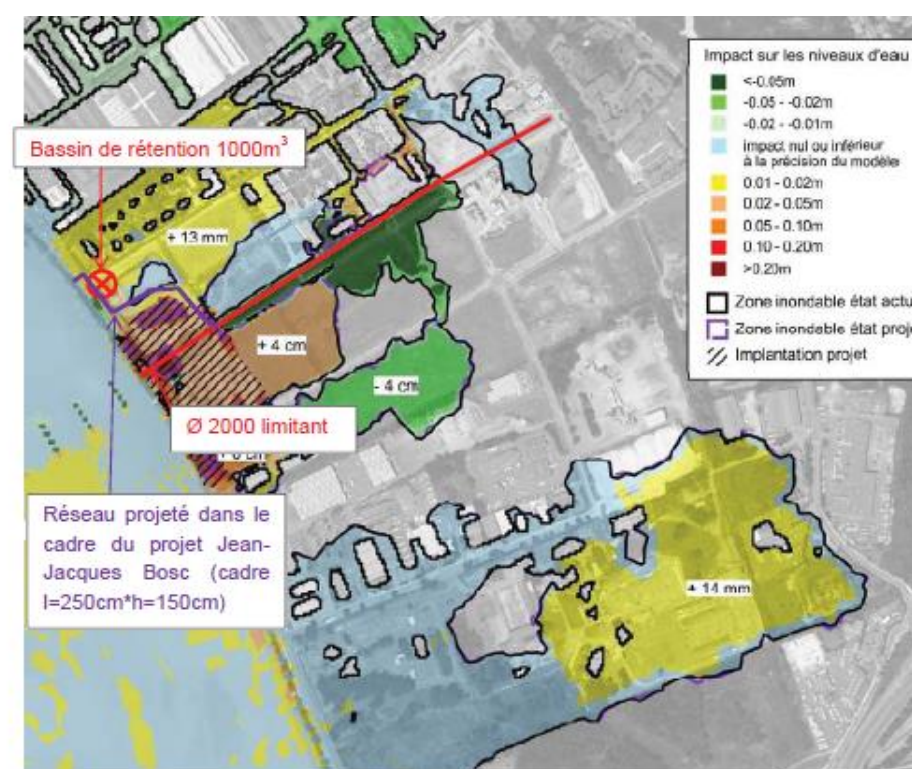 Impact sur les niveaux d'eau
<-0.05m
-0.05 - -0.02m
-0.02 - -0.01m
impact nul ou inférieur
à la précision du modèle
0.01 - 0.02m
0.02 - 0.05m
0.05 - 0.10m
0.10 - 0.20m
>0.20m
Zone inondable état actu
Zone inondable état proj
Implantation projet
Bassin de rétention 1000m³
+ 13 mm
+ 4 cm
- 4 cm
Ø 2000 limitant
Réseau projeté dans le
cadre du projet Jean-
Jacques Bosc (cadre
l=250cm*h=150cm)
+ 14 mm